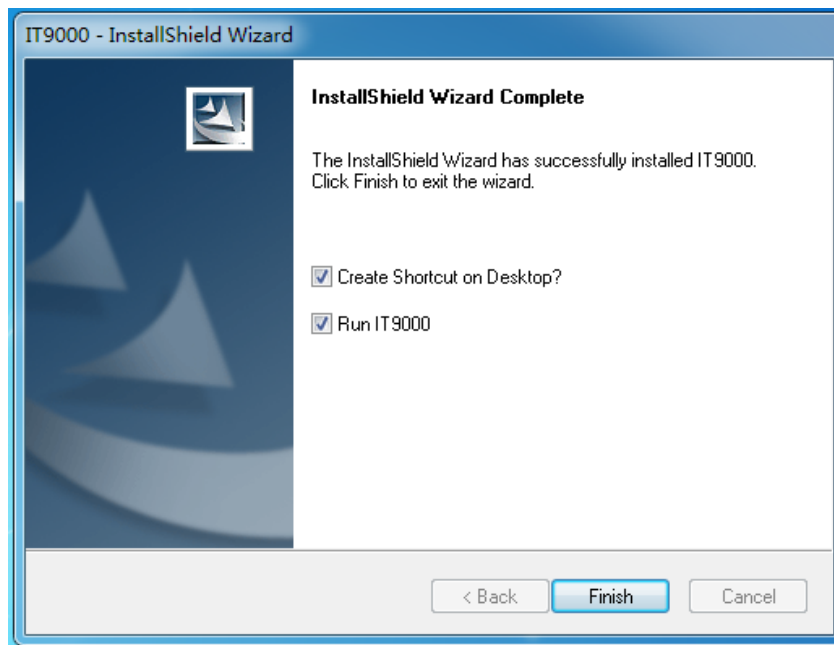 IT9000 - InstallShield Wizard
InstallShield Wizard Complete
The InstallShield Wizard has successfully installed IT9000.
Click Finish to exit the wizard.
Create Shortcut on Desktop?
Run IT9000
< Back
Finish
Cancel